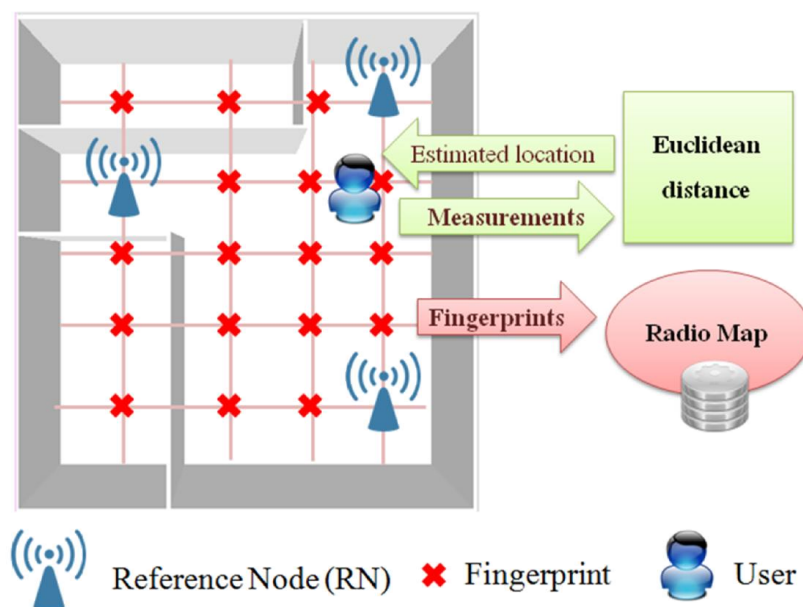 Estimated location
Euclidean
distance
Measurements
Fingerprints
Radio Map
Reference Node (RN)
Fingerprint
User